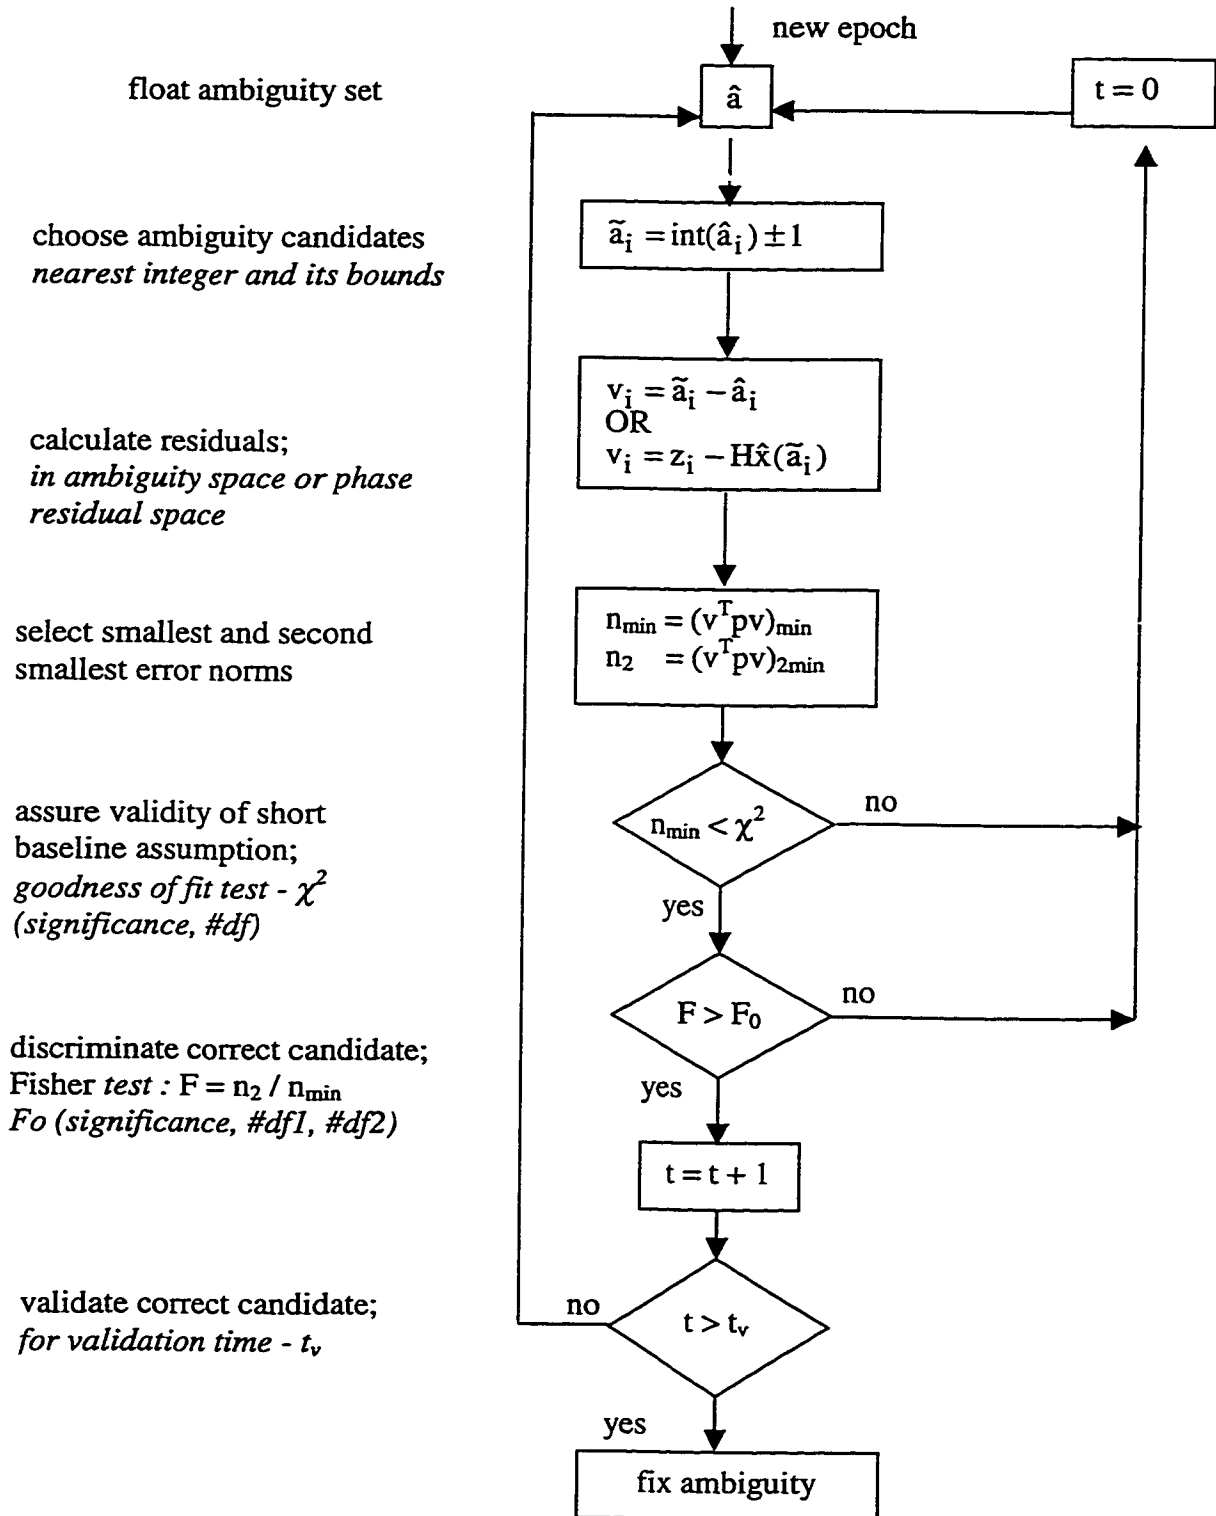 new epoch
float ambiguity set
â
t = 0
choose ambiguity candidates
nearest integer and its bounds
ã_i = int(â_i) ± 1
calculate residuals;
in ambiguity space or phase
residual space
v_i = ã_i − â_i
OR
v_i = z_i − Hx̂(ã_i)
select smallest and second
smallest error norms
n_min = (v^T pv)_min
n_2 = (v^T pv)_2min
assure validity of short
baseline assumption;
goodness of fit test - χ²
(significance, #df)
n_min < χ²
no
yes
discriminate correct candidate;
Fisher test : F = n_2 / n_min
Fo (significance, #df1, #df2)
F > F_0
no
yes
t = t + 1
validate correct candidate;
for validation time - t_v
no
t > t_v
yes
fix ambiguity